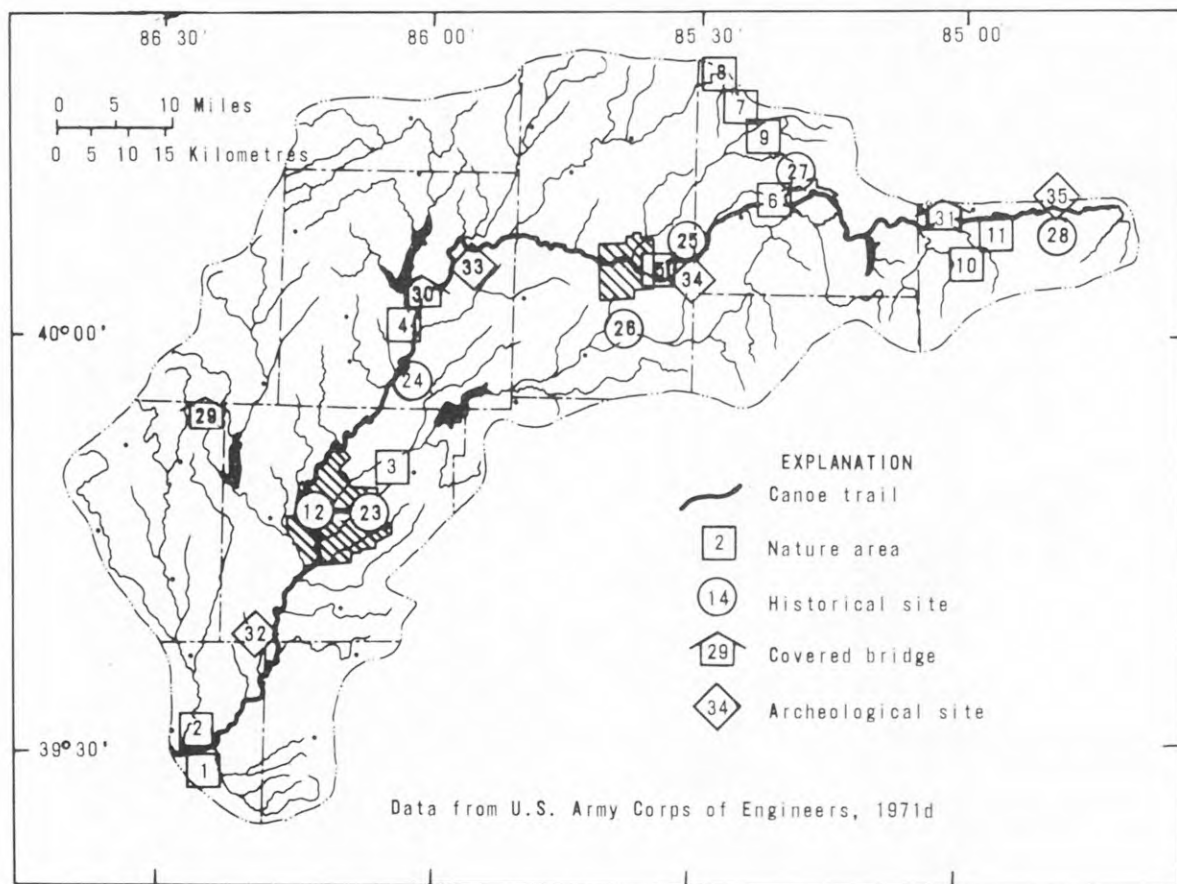 86 30' 86 00' 85 30' 85 00'
8
0 5 10 Miles
7
9
0 5 10 15 Kilometres
27
6
35
31
25
11
28
33
5
34
10
30
4
26
40° 00'
24
29
3
EXPLANATION
Canoe trail
12 23
2 Nature area
14 Historical site
32
29 Covered bridge
34 Archeological site
2
39° 30'
1
Data from U.S. Army Corps of Engineers, 1971d